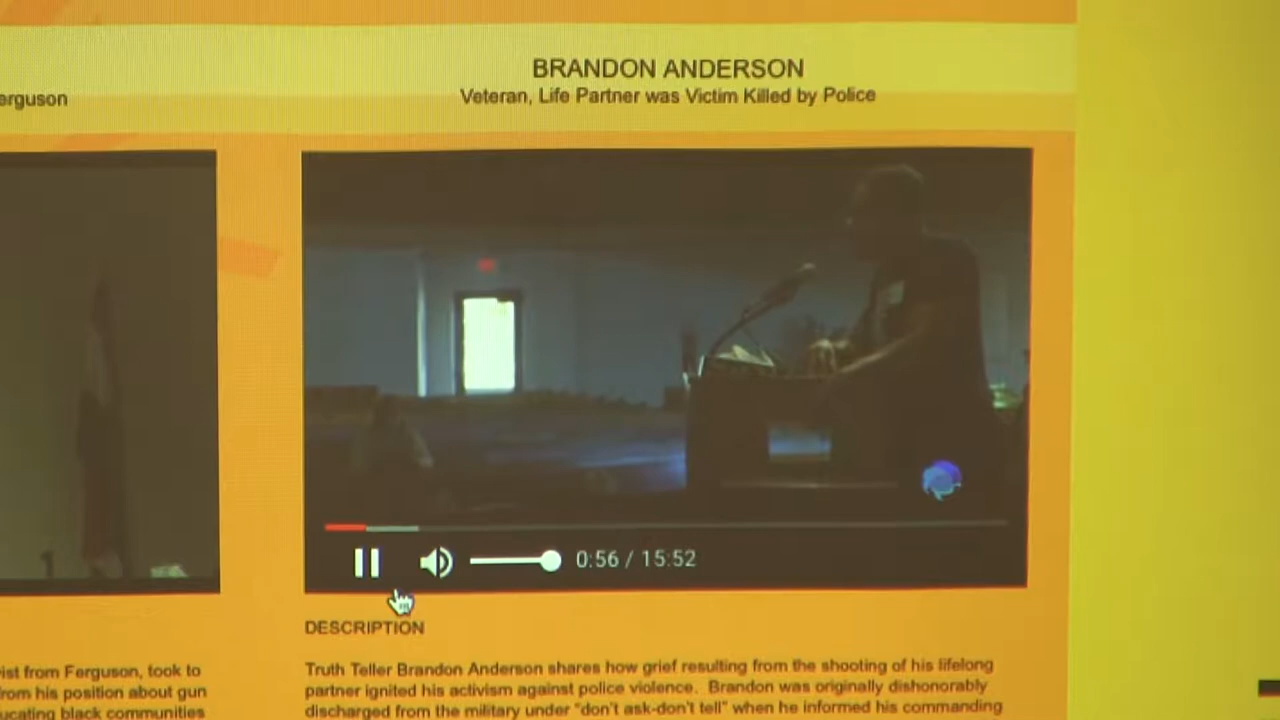 BRANDON ANDERSON
Veteran, Life Partner was Victim Killed by Police
erguson
0:56 / 15:52
DESCRIPTION
ist from Ferguson, took to
from his position about gun
ucating black communities
Truth Teller Brandon Anderson shares how grief resulting from the shooting of his lifelong
partner ignited his activism against police violence. Brandon was originally dishonorably
discharged from the military under "don't ask-don't tell" when he informed his commanding